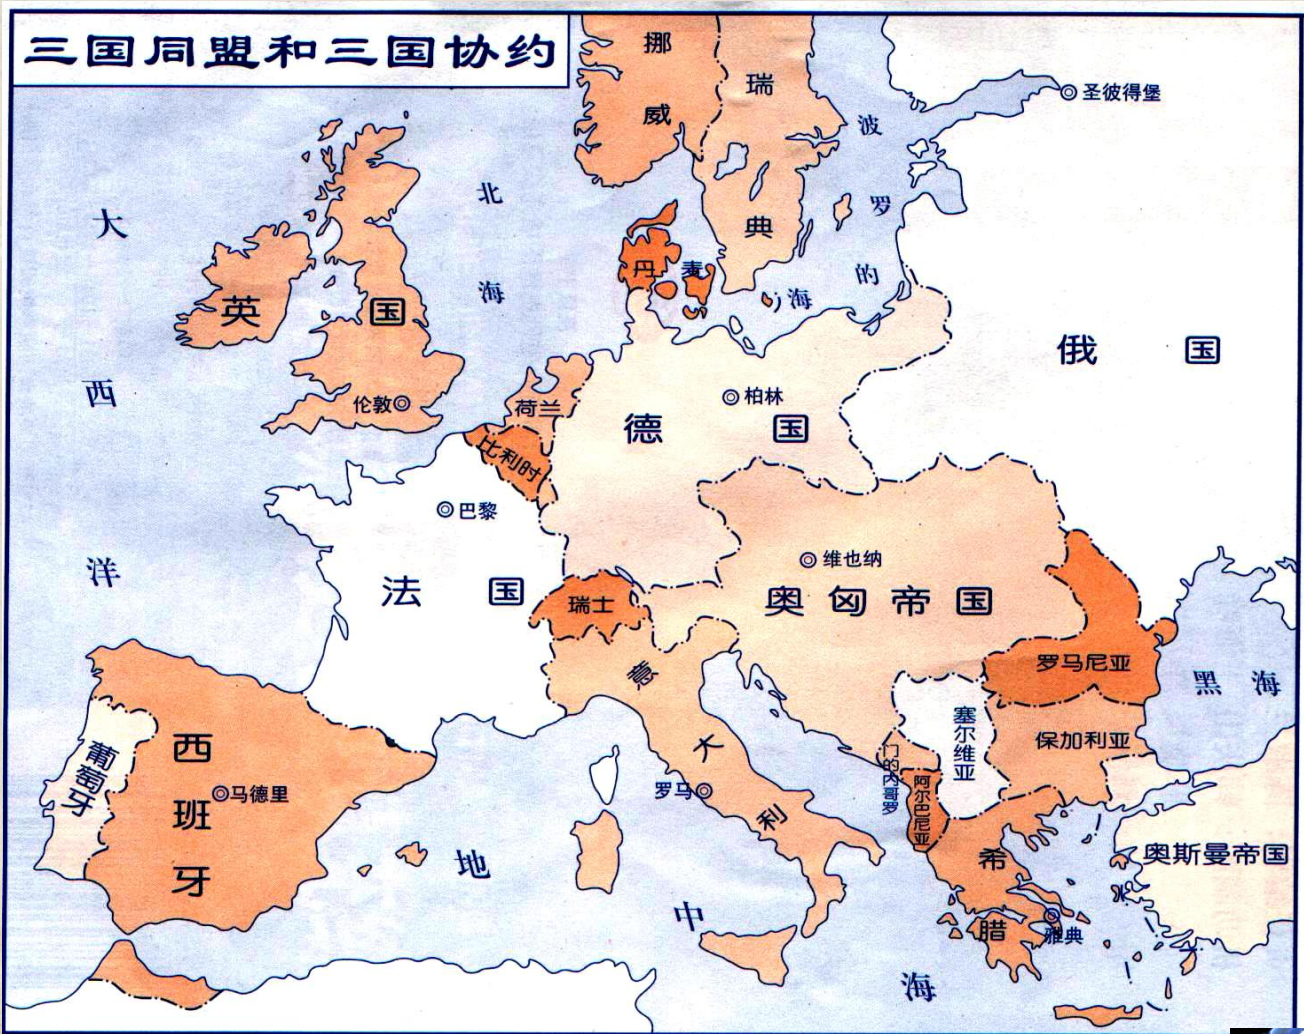 三国同盟和三国协约
挪威
瑞典
圣彼得堡
波罗的海
大西洋
北海
丹麦
英国
伦敦
俄国
荷兰
柏林
德国
比利时
巴黎
法国
维也纳
奥匈帝国
瑞士
罗马尼亚
黑海
意大利
罗马
塞尔维亚
保加利亚
门的内哥罗
阿尔巴尼亚
葡萄牙
西班牙
马德里
地中海
希腊
雅典
奥斯曼帝国